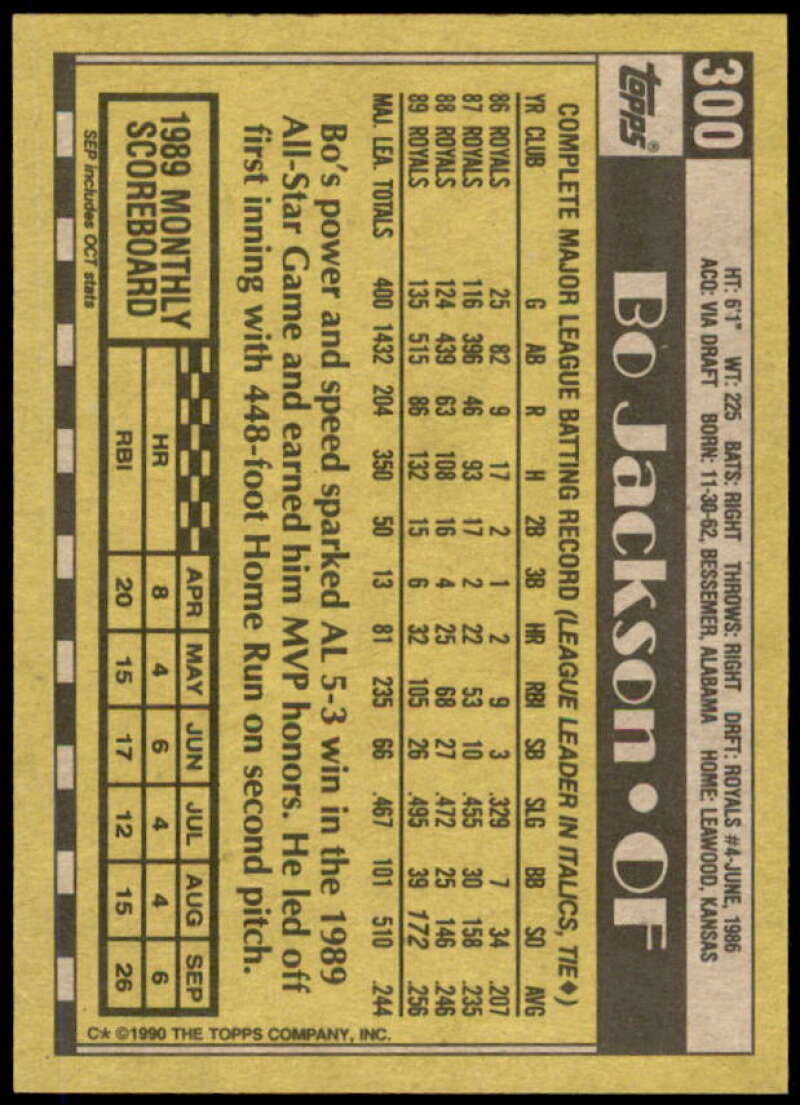 300
HT: 6'1" WT: 225 BATS: RIGHT THROWS: RIGHT DRFT: ROYALS #4-JUNE, 1986
ACQ: VIA DRAFT BORN: 11-30-62, BESSEMER, ALABAMA HOME: LEAWOOD, KANSAS
TOPPS®
BO JACKSON • OF
COMPLETE MAJOR LEAGUE BATTING RECORD (LEAGUE LEADER IN ITALICS, TIE♦)
YR CLUB G AB R H 2B 3B HR RBI SB SLG BB SO AVG
86 ROYALS 25 82 9 17 2 1 2 9 3 .329 7 34 .207
87 ROYALS 116 396 46 93 17 2 22 53 10 .455 30 158 .235
88 ROYALS 124 439 63 108 16 4 25 68 27 .472 25 146 .246
89 ROYALS 135 515 86 132 15 6 32 105 26 .495 39 172 .256
MAJ. LEA. TOTALS 400 1432 204 350 50 13 81 235 66 .467 101 510 .244
Bo's power and speed sparked AL 5-3 win in the 1989
All-Star Game and earned him MVP honors. He led off
first inning with 448-foot Home Run on second pitch.
1989 MONTHLY
SCOREBOARD
APR MAY JUN JUL AUG SEP
HR 8 4 6 4 4 6
RBI 20 15 17 12 15 26
SEP includes OCT stats
C* ©1990 THE TOPPS COMPANY, INC.